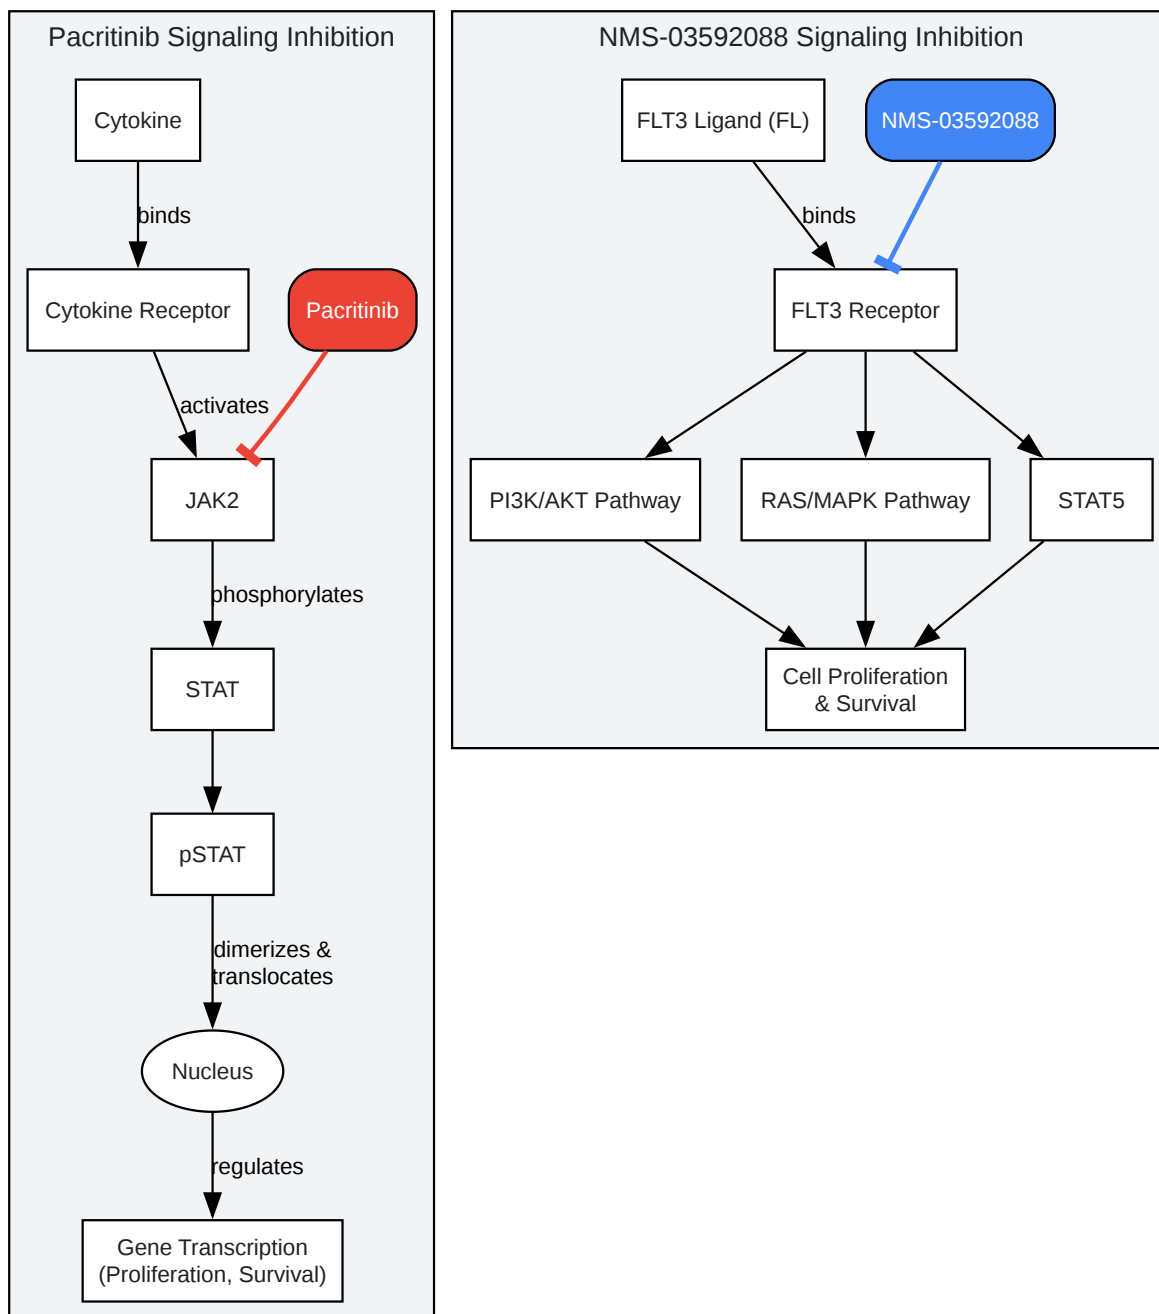 Pacritinib Signaling Inhibition
Cytokine
binds
Cytokine Receptor
Pacritinib
activates
JAK2
phosphorylates
STAT
pSTAT
dimerizes &
translocates
Nucleus
regulates
Gene Transcription
(Proliferation, Survival)
NMS-03592088 Signaling Inhibition
FLT3 Ligand (FL)
NMS-03592088
binds
FLT3 Receptor
PI3K/AKT Pathway
RAS/MAPK Pathway
STAT5
Cell Proliferation
& Survival